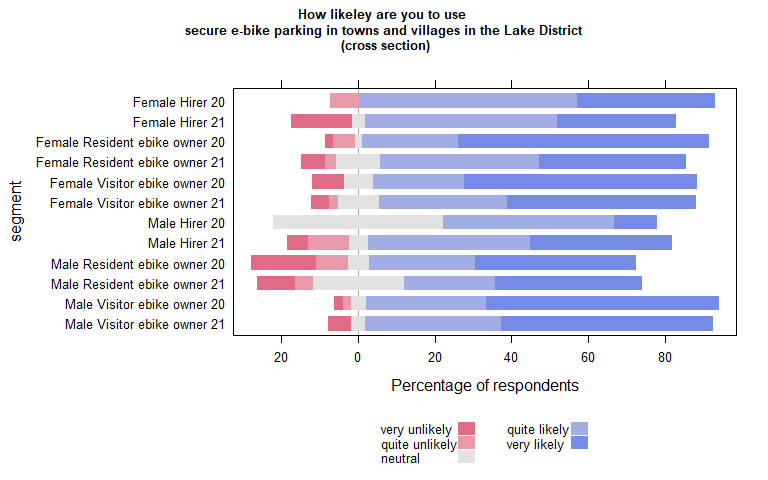 How likeley are you to use
secure e-bike parking in towns and villages in the Lake District
(cross section)
Female Hirer 20
Female Hirer 21
Female Resident ebike owner 20
Female Resident ebike owner 21
Female Visitor ebike owner 20
Female Visitor ebike owner 21
Male Hirer 20
Male Hirer 21
Male Resident ebike owner 20
Male Resident ebike owner 21
Male Visitor ebike owner 20
Male Visitor ebike owner 21
segment
20 0 20 40 60 80
Percentage of respondents
very unlikely quite likely
quite unlikely very likely
neutral